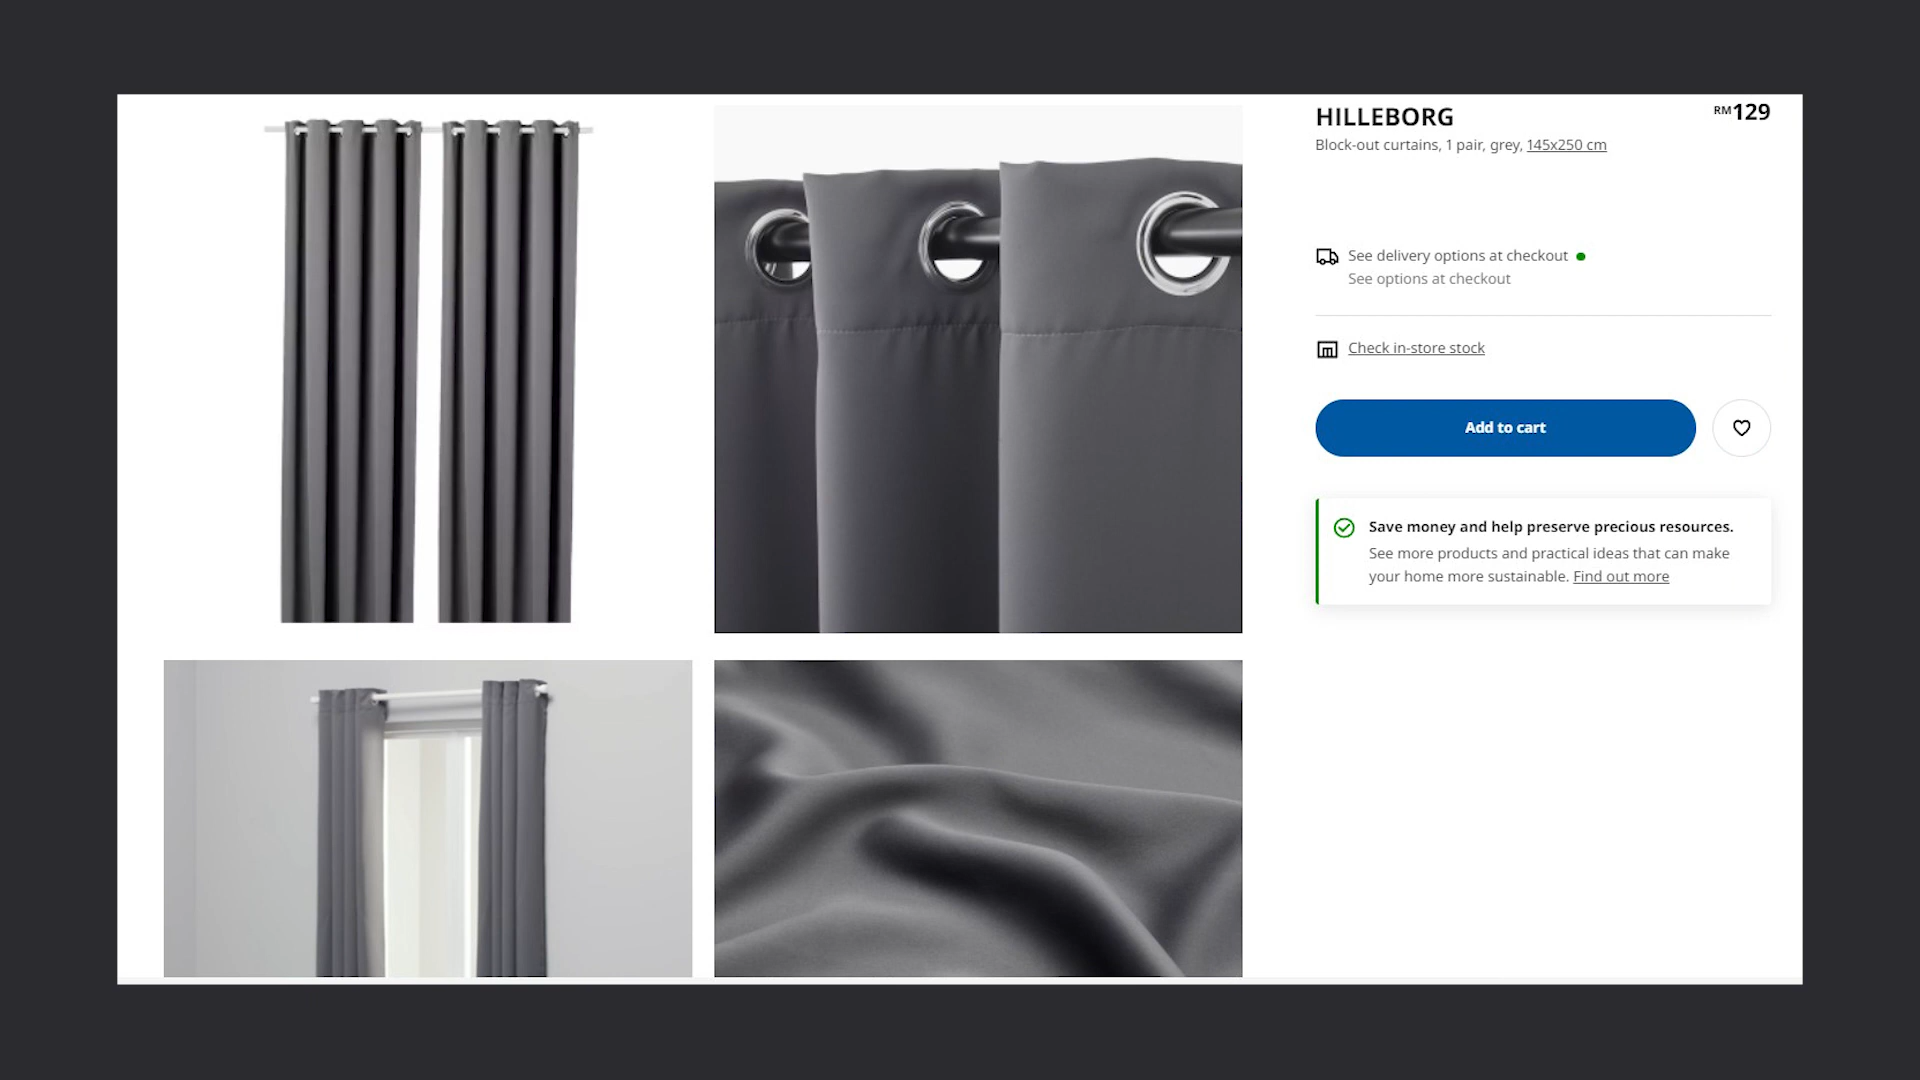 HILLEBORG
RM129
Block-out curtains, 1 pair, grey, 145x250 cm
See delivery options at checkout
See options at checkout
Check in-store stock
Add to cart
Save money and help preserve precious resources.
See more products and practical ideas that can make
your home more sustainable. Find out more